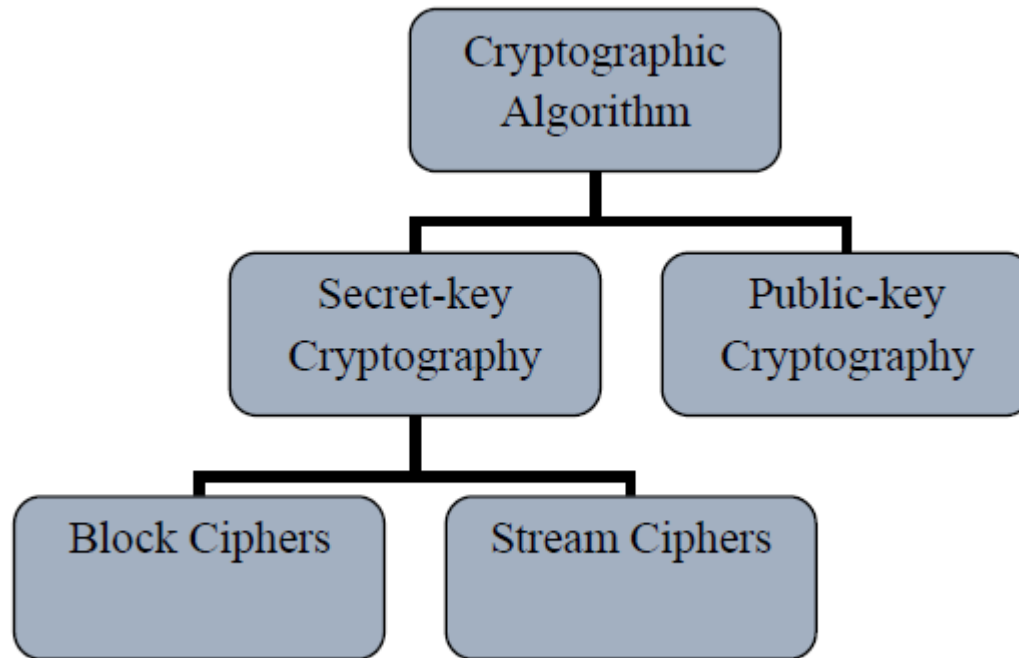 Cryptographic
Algorithm
Secret-key
Cryptography
Public-key
Cryptography
Block Ciphers
Stream Ciphers